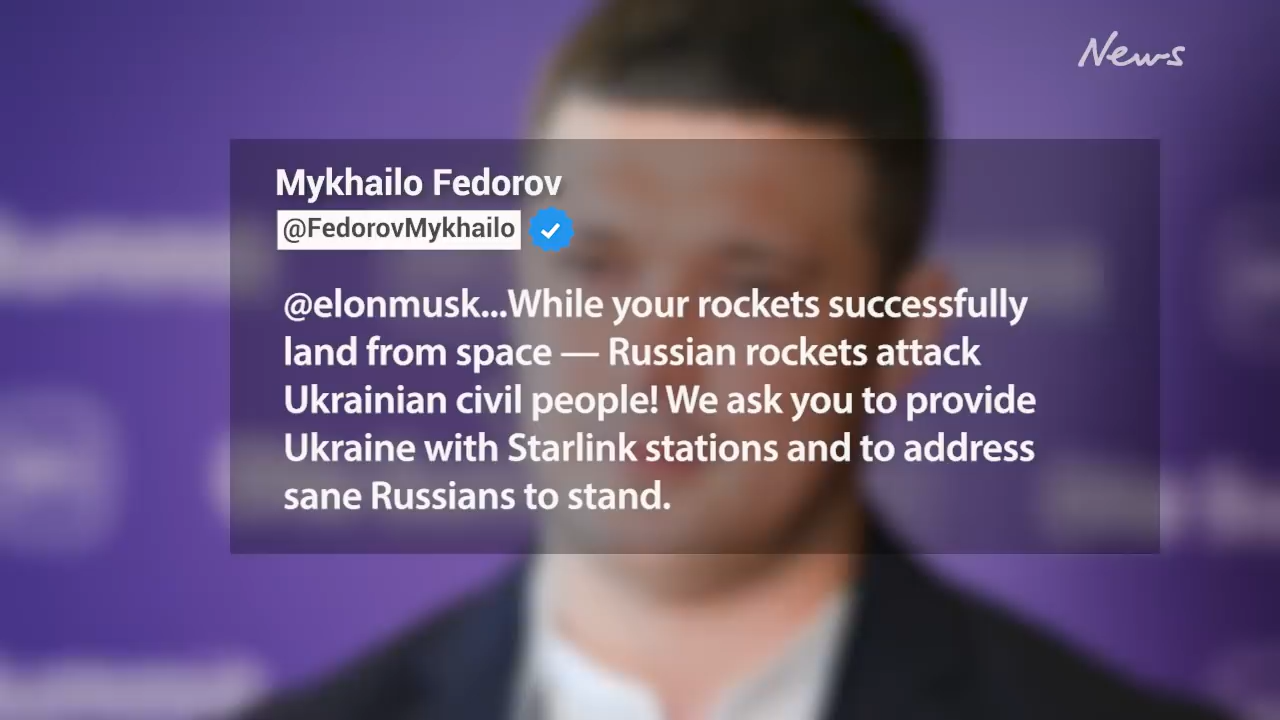 News
Mykhailo Fedorov
@FedorovMykhailo
@elonmusk...While your rockets successfully
land from space — Russian rockets attack
Ukrainian civil people! We ask you to provide
Ukraine with Starlink stations and to address
sane Russians to stand.